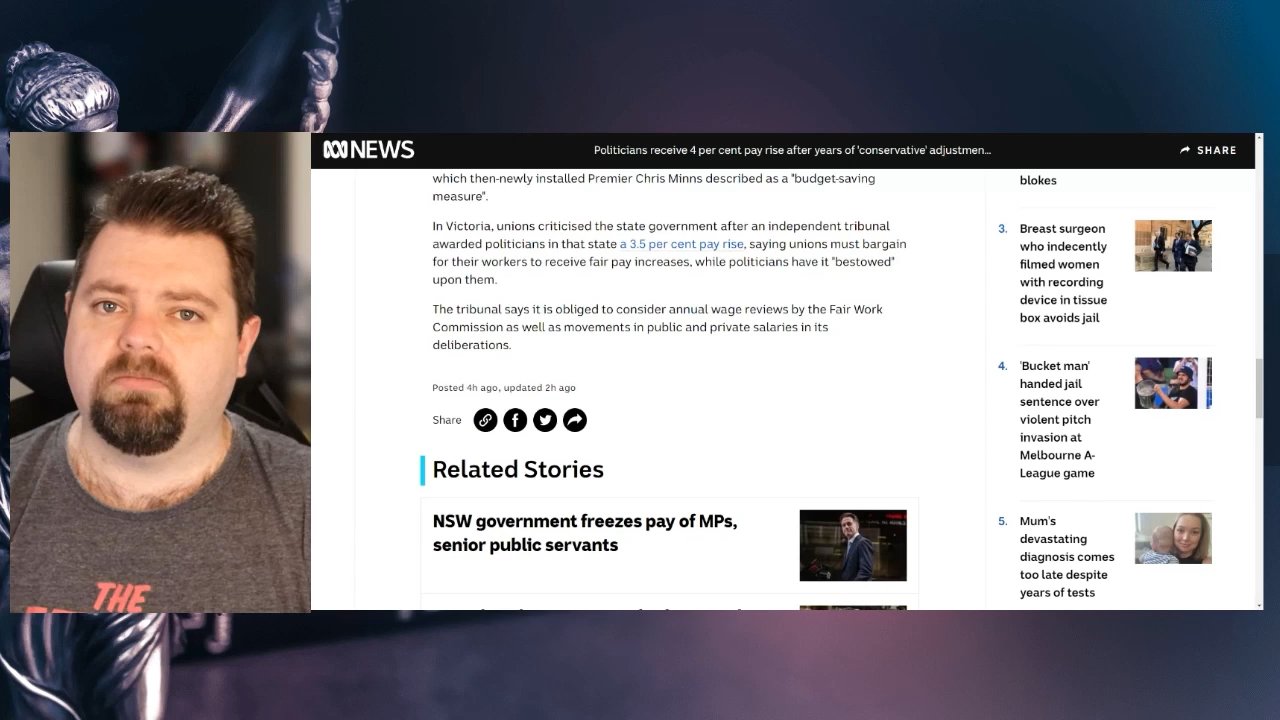 NEWS
Politicians receive 4 per cent pay rise after years of 'conservative' adjustmen...
SHARE
which then-newly installed Premier Chris Minns described as a "budget-saving
measure".
In Victoria, unions criticised the state government after an independent tribunal
awarded politicians in that state a 3.5 per cent pay rise, saying unions must bargain
for their workers to receive fair pay increases, while politicians have it "bestowed"
upon them.
The tribunal says it is obliged to consider annual wage reviews by the Fair Work
Commission as well as movements in public and private salaries in its
deliberations.
Posted 4h ago, updated 2h ago
Share
Related Stories
NSW government freezes pay of MPs,
senior public servants
blokes
3. Breast surgeon
who indecently
filmed women
with recording
device in tissue
box avoids jail
4. 'Bucket man'
handed jail
sentence over
violent pitch
invasion at
Melbourne A-
League game
5. Mum's
devastating
diagnosis comes
too late despite
years of tests
THE